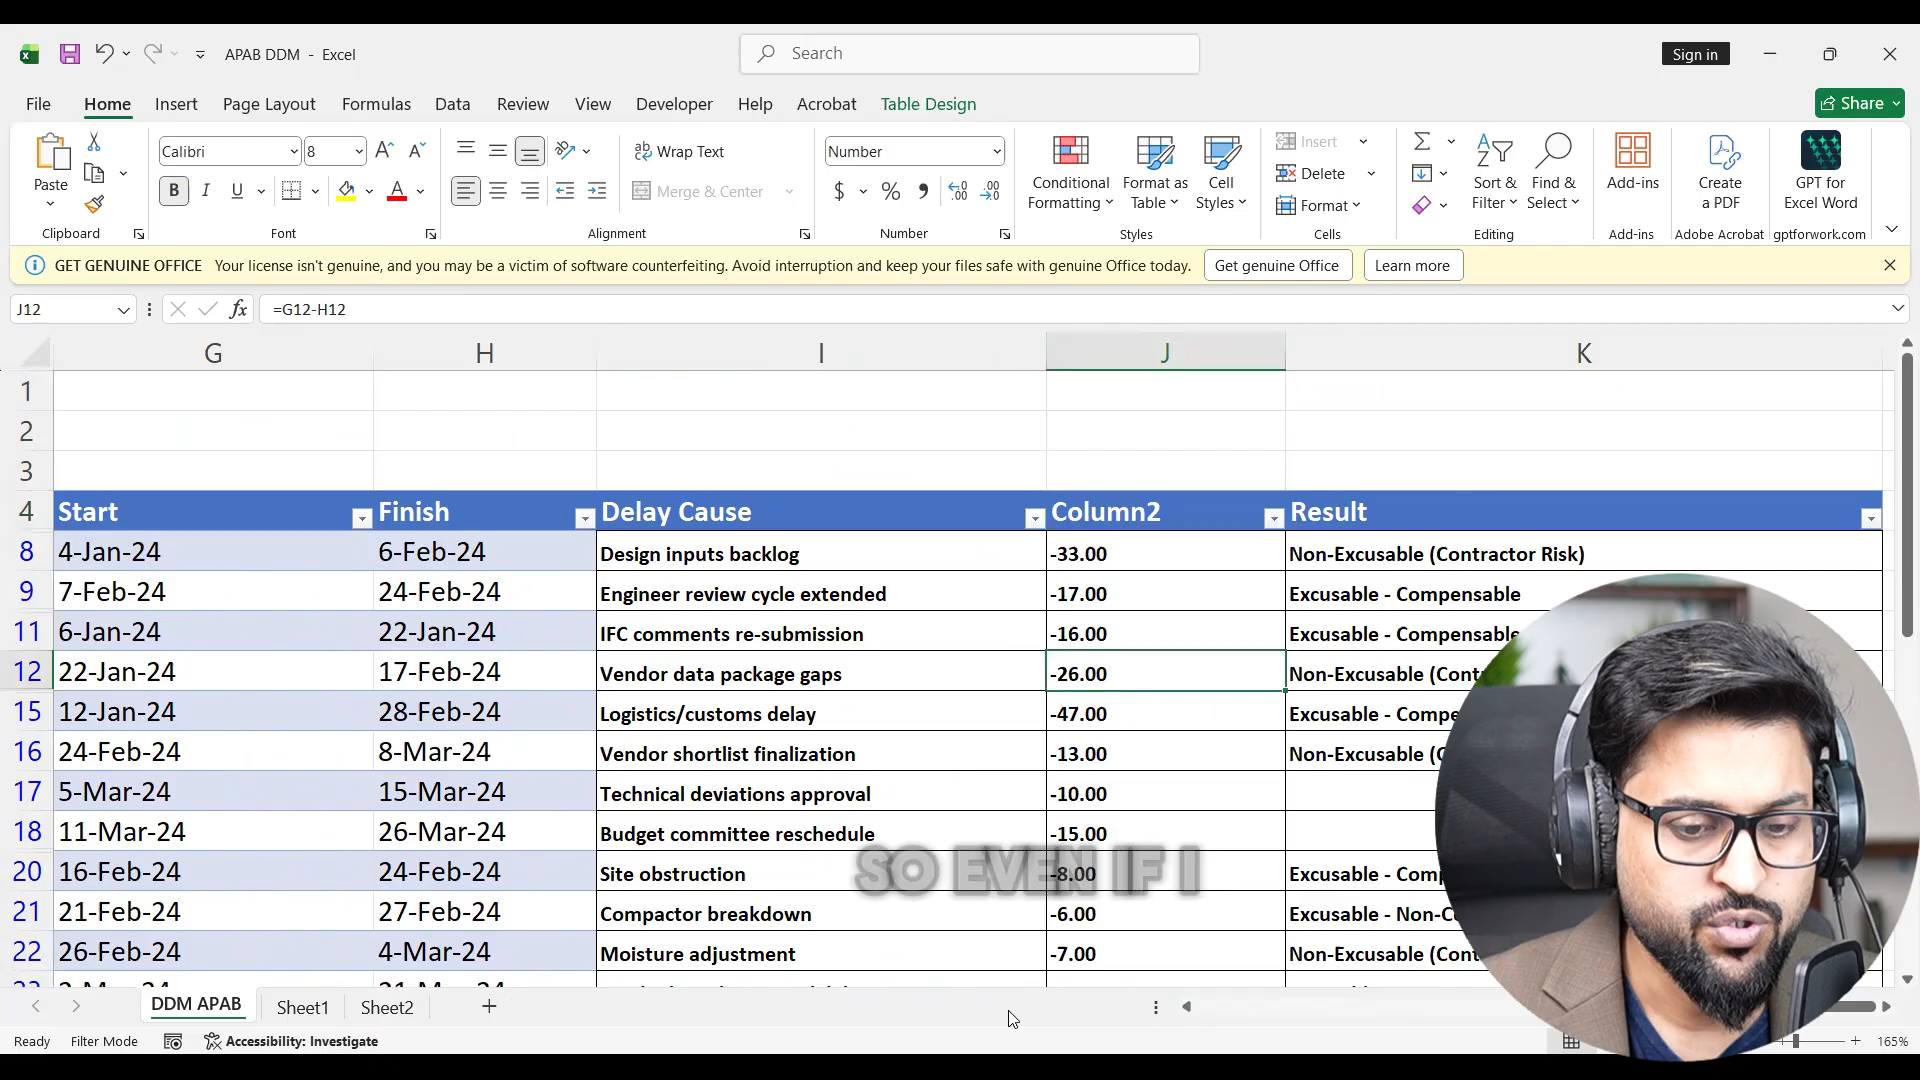 APAB DDM - Excel
Search
Sign in
File Home Insert Page Layout Formulas Data Review View Developer Help Acrobat Table Design
Share
Paste
Calibri 8
B I U
Wrap Text
Merge & Center
Number
$ %
Conditional Formatting
Format as Table
Cell Styles
Insert
Delete
Format
Sort & Filter
Find & Select
Add-ins
Create a PDF
GPT for Excel Word
Clipboard Font Alignment Number Styles Cells Editing Add-ins Adobe Acrobat gptforwork.com
GET GENUINE OFFICE Your license isn't genuine, and you may be a victim of software counterfeiting. Avoid interruption and keep your files safe with genuine Office today. Get genuine Office Learn more
J12 fx =G12-H12
G H I J K
1
2
3
4 Start Finish Delay Cause Column2 Result
8 4-Jan-24 6-Feb-24 Design inputs backlog -33.00 Non-Excusable (Contractor Risk)
9 7-Feb-24 24-Feb-24 Engineer review cycle extended -17.00 Excusable - Compensable
11 6-Jan-24 22-Jan-24 IFC comments re-submission -16.00 Excusable - Compensable
12 22-Jan-24 17-Feb-24 Vendor data package gaps -26.00 Non-Excusable (Cont
15 12-Jan-24 28-Feb-24 Logistics/customs delay -47.00 Excusable - Compe
16 24-Feb-24 8-Mar-24 Vendor shortlist finalization -13.00 Non-Excusable (C
17 5-Mar-24 15-Mar-24 Technical deviations approval -10.00
18 11-Mar-24 26-Mar-24 Budget committee reschedule -15.00
20 16-Feb-24 24-Feb-24 Site obstruction -8.00 Excusable - Comp
SO EVEN IF I
21 21-Feb-24 27-Feb-24 Compactor breakdown -6.00 Excusable - Non-C
22 26-Feb-24 4-Mar-24 Moisture adjustment -7.00 Non-Excusable (Cont
DDM APAB Sheet1 Sheet2
Ready Filter Mode Accessibility: Investigate 165%